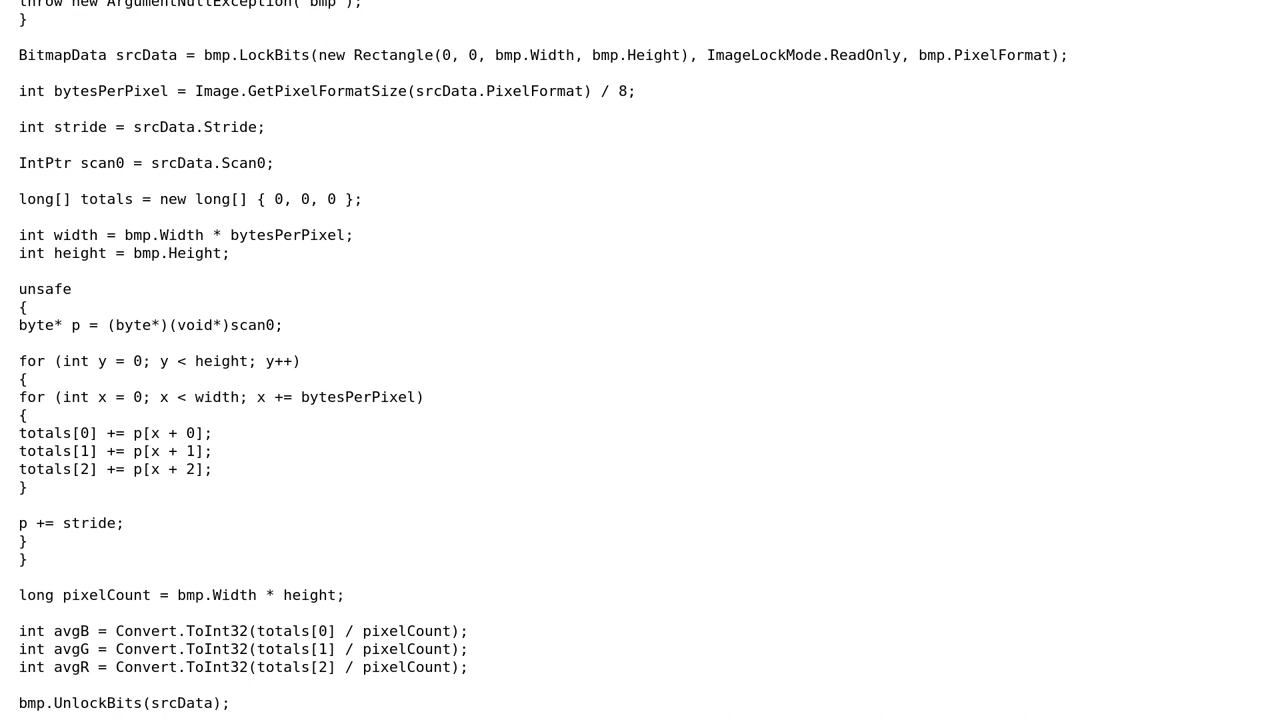 throw new ArgumentNullException("bmp");
}
BitmapData srcData = bmp.LockBits(new Rectangle(0, 0, bmp.Width, bmp.Height), ImageLockMode.ReadOnly, bmp.PixelFormat);
int bytesPerPixel = Image.GetPixelFormatSize(srcData.PixelFormat) / 8;
int stride = srcData.Stride;
IntPtr scan0 = srcData.Scan0;
long[] totals = new long[] { 0, 0, 0 };
int width = bmp.Width * bytesPerPixel;
int height = bmp.Height;
unsafe
{
byte* p = (byte*)(void*)scan0;
for (int y = 0; y < height; y++)
{
for (int x = 0; x < width; x += bytesPerPixel)
{
totals[0] += p[x + 0];
totals[1] += p[x + 1];
totals[2] += p[x + 2];
}
p += stride;
}
}
long pixelCount = bmp.Width * height;
int avgB = Convert.ToInt32(totals[0] / pixelCount);
int avgG = Convert.ToInt32(totals[1] / pixelCount);
int avgR = Convert.ToInt32(totals[2] / pixelCount);
bmp.UnlockBits(srcData);